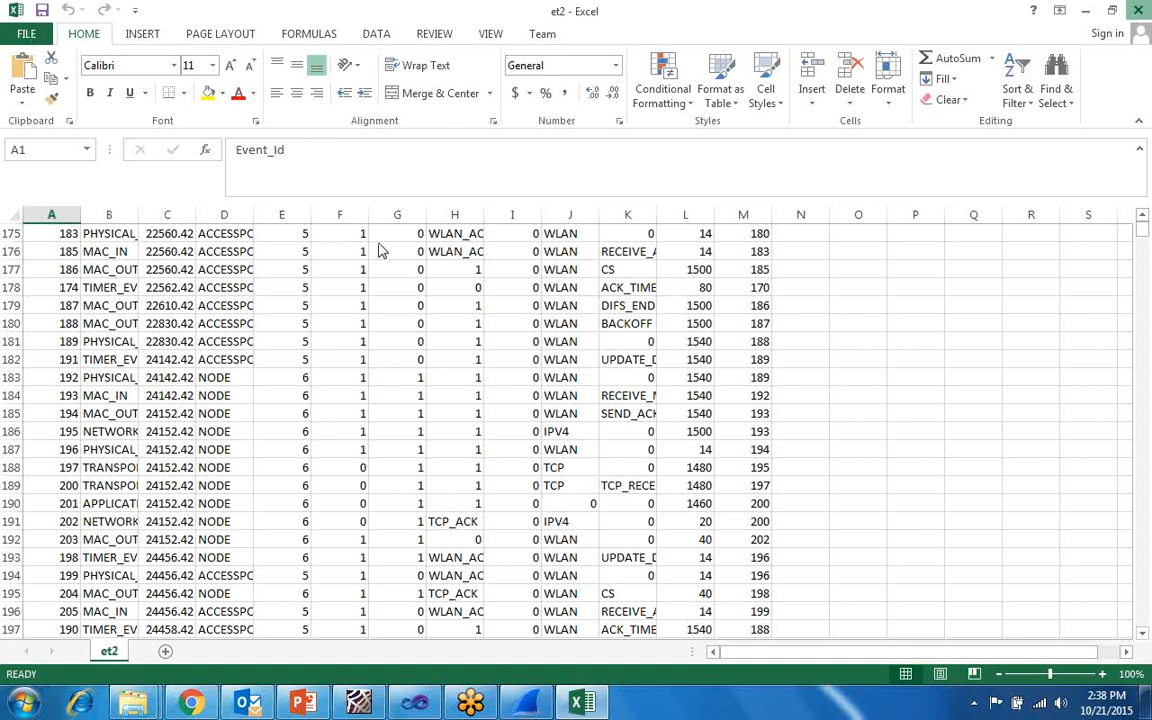 et2 - Excel
?
FILE HOME INSERT PAGE LAYOUT FORMULAS DATA REVIEW VIEW Team Sign in
Paste
Calibri 11
B I U
Wrap Text
Merge & Center
General
$ % ,
Conditional Formatting
Format as Table
Cell Styles
Insert Delete Format
AutoSum
Fill
Clear
Sort & Filter
Find & Select
Clipboard Font Alignment Number Styles Cells Editing
A1 fx Event_Id
A B C D E F G H I J K L M N O P Q R S
175 183 PHYSICAL_ 22560.42 ACCESSPC 5 1 0 WLAN_AC 0 WLAN 0 14 180
176 185 MAC_IN 22560.42 ACCESSPC 5 1 0 WLAN_AC 0 WLAN RECEIVE_A 14 183
177 186 MAC_OUT 22560.42 ACCESSPC 5 1 0 1 0 WLAN CS 1500 185
178 174 TIMER_EV 22562.42 ACCESSPC 5 1 0 0 0 WLAN ACK_TIME 80 170
179 187 MAC_OUT 22610.42 ACCESSPC 5 1 0 1 0 WLAN DIFS_END 1500 186
180 188 MAC_OUT 22830.42 ACCESSPC 5 1 0 1 0 WLAN BACKOFF 1500 187
181 189 PHYSICAL_ 22830.42 ACCESSPC 5 1 0 1 0 WLAN 0 1540 188
182 191 TIMER_EV 24142.42 ACCESSPC 5 1 0 1 0 WLAN UPDATE_D 1540 189
183 192 PHYSICAL_ 24142.42 NODE 6 1 1 1 0 WLAN 0 1540 189
184 193 MAC_IN 24142.42 NODE 6 1 1 1 0 WLAN RECEIVE_M 1540 192
185 194 MAC_OUT 24152.42 NODE 6 1 1 1 0 WLAN SEND_ACK 1540 193
186 195 NETWORK 24152.42 NODE 6 1 1 1 0 IPV4 0 1500 193
187 196 PHYSICAL_ 24152.42 NODE 6 1 1 1 0 WLAN 0 14 194
188 197 TRANSPO 24152.42 NODE 6 0 1 1 0 TCP 0 1480 195
189 200 TRANSPO 24152.42 NODE 6 0 1 1 0 TCP TCP_RECE 1480 197
190 201 APPLICAT 24152.42 NODE 6 0 1 1 0 0 0 1460 200
191 202 NETWORK 24152.42 NODE 6 0 1 TCP_ACK 0 IPV4 0 20 200
192 203 MAC_OUT 24152.42 NODE 6 1 1 0 0 WLAN 0 40 202
193 198 TIMER_EV 24456.42 NODE 6 1 1 WLAN_AC 0 WLAN UPDATE_D 14 196
194 199 PHYSICAL_ 24456.42 ACCESSPC 5 1 0 WLAN_AC 0 WLAN 0 14 196
195 204 MAC_OUT 24456.42 NODE 6 1 1 TCP_ACK 0 WLAN CS 40 198
196 205 MAC_IN 24456.42 ACCESSPC 5 1 0 WLAN_AC 0 WLAN RECEIVE_A 14 199
197 190 TIMER_EV 24458.42 ACCESSPC 5 1 0 1 0 WLAN ACK_TIME 1540 188
et2
READY 100%
2:38 PM
10/21/2015